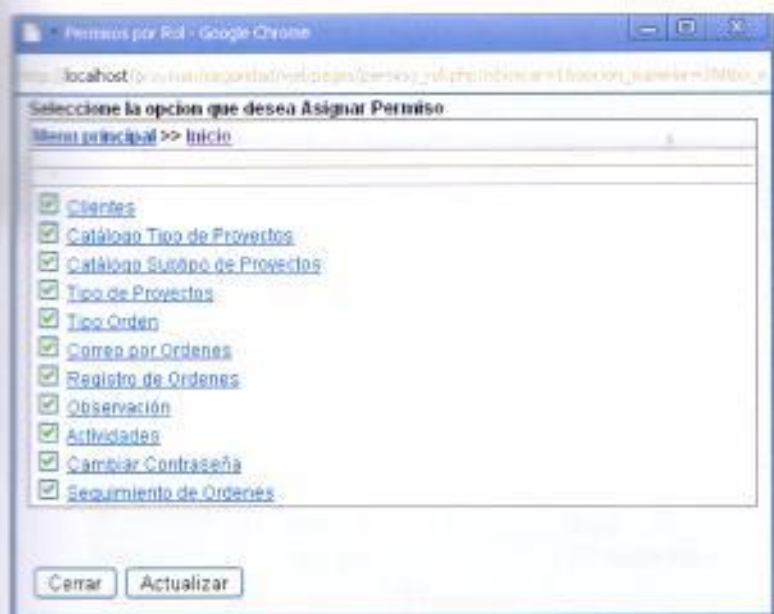 Permisos por Rol - Google Chrome
localhost
Seleccione la opcion que desea Asignar Permiso
Menu principal >> Inicio
Clientes
Catálogo Tipo de Proyectos
Catálogo Subtipo de Proyectos
Tipo de Proyectos
Tipo Orden
Correo por Ordenes
Registro de Ordenes
Observación
Actividades
Cambiar Contraseña
Seguimiento de Ordenes
Cerrar Actualizar